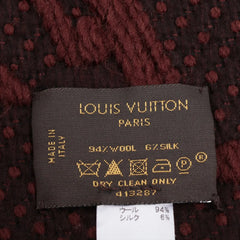 LOUIS VUITTON
PARIS
MADE IN
ITALY
94%WOOL 6%SILK
DRY CLEAN ONLY
413287
ウール 94%
シルク 6%